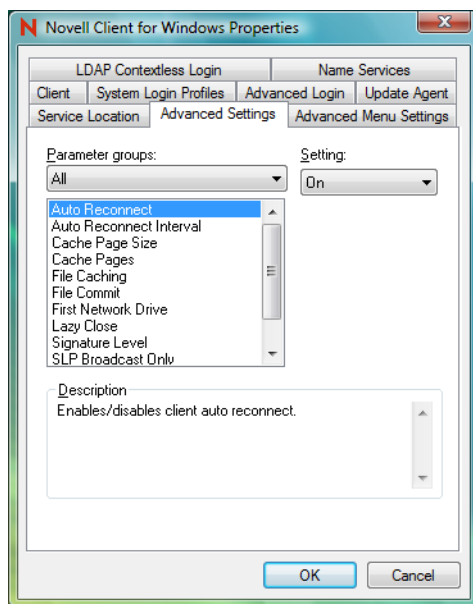 Novell Client for Windows Properties
LDAP Contextless Login Name Services
Client System Login Profiles Advanced Login Update Agent
Service Location Advanced Settings Advanced Menu Settings
Parameter groups: Setting:
All On
Auto Reconnect
Auto Reconnect Interval
Cache Page Size
Cache Pages
File Caching
File Commit
First Network Drive
Lazy Close
Signature Level
SLP Broadcast Only
Description
Enables/disables client auto reconnect.
OK Cancel